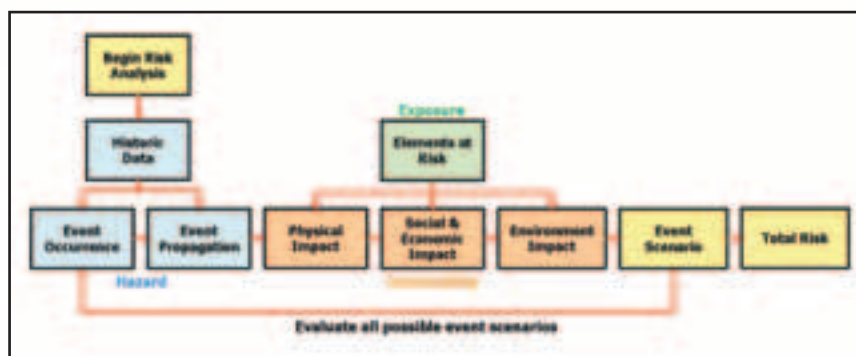 Begin Risk
Analysis
Exposure
Historic
Data
Elements at
Risk
Event
Occurrence
Event
Propagation
Physical
Impact
Social &
Economic
Impact
Environment
Impact
Event
Scenario
Total Risk
Hazard
Evaluate all possible event scenarios